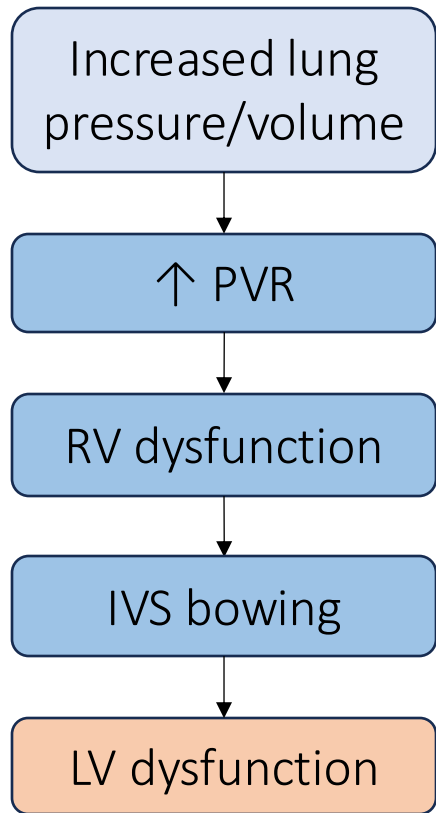 Increased lung
pressure/volume
↑ PVR
RV dysfunction
IVS bowing
LV dysfunction